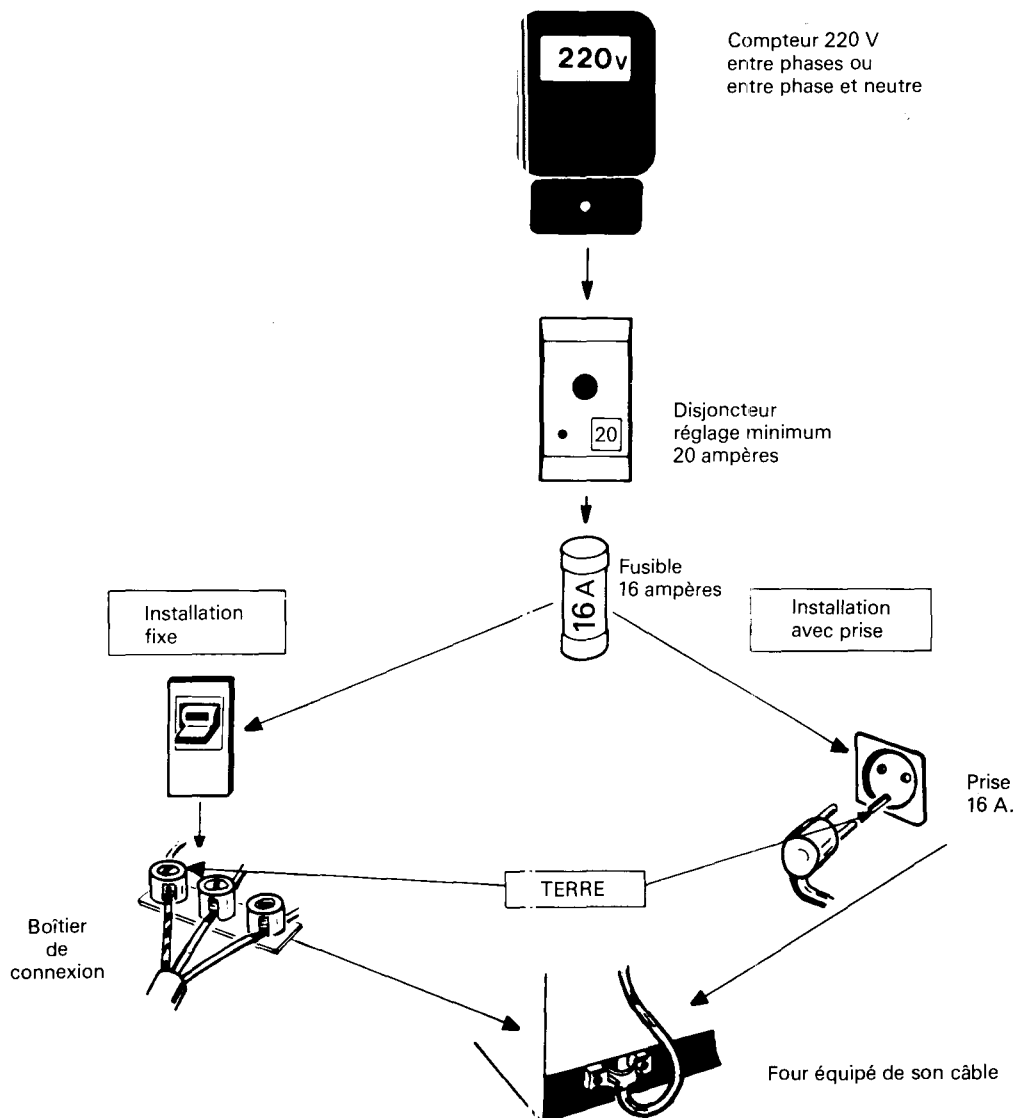 220v
Compteur 220 V
entre phases ou
entre phase et neutre
20
Disjoncteur
réglage minimum
20 ampères
16 A
Fusible
16 ampères
Installation
fixe
Installation
avec prise
Prise
16 A.
TERRE
Boîtier
de
connexion
Four équipé de son câble